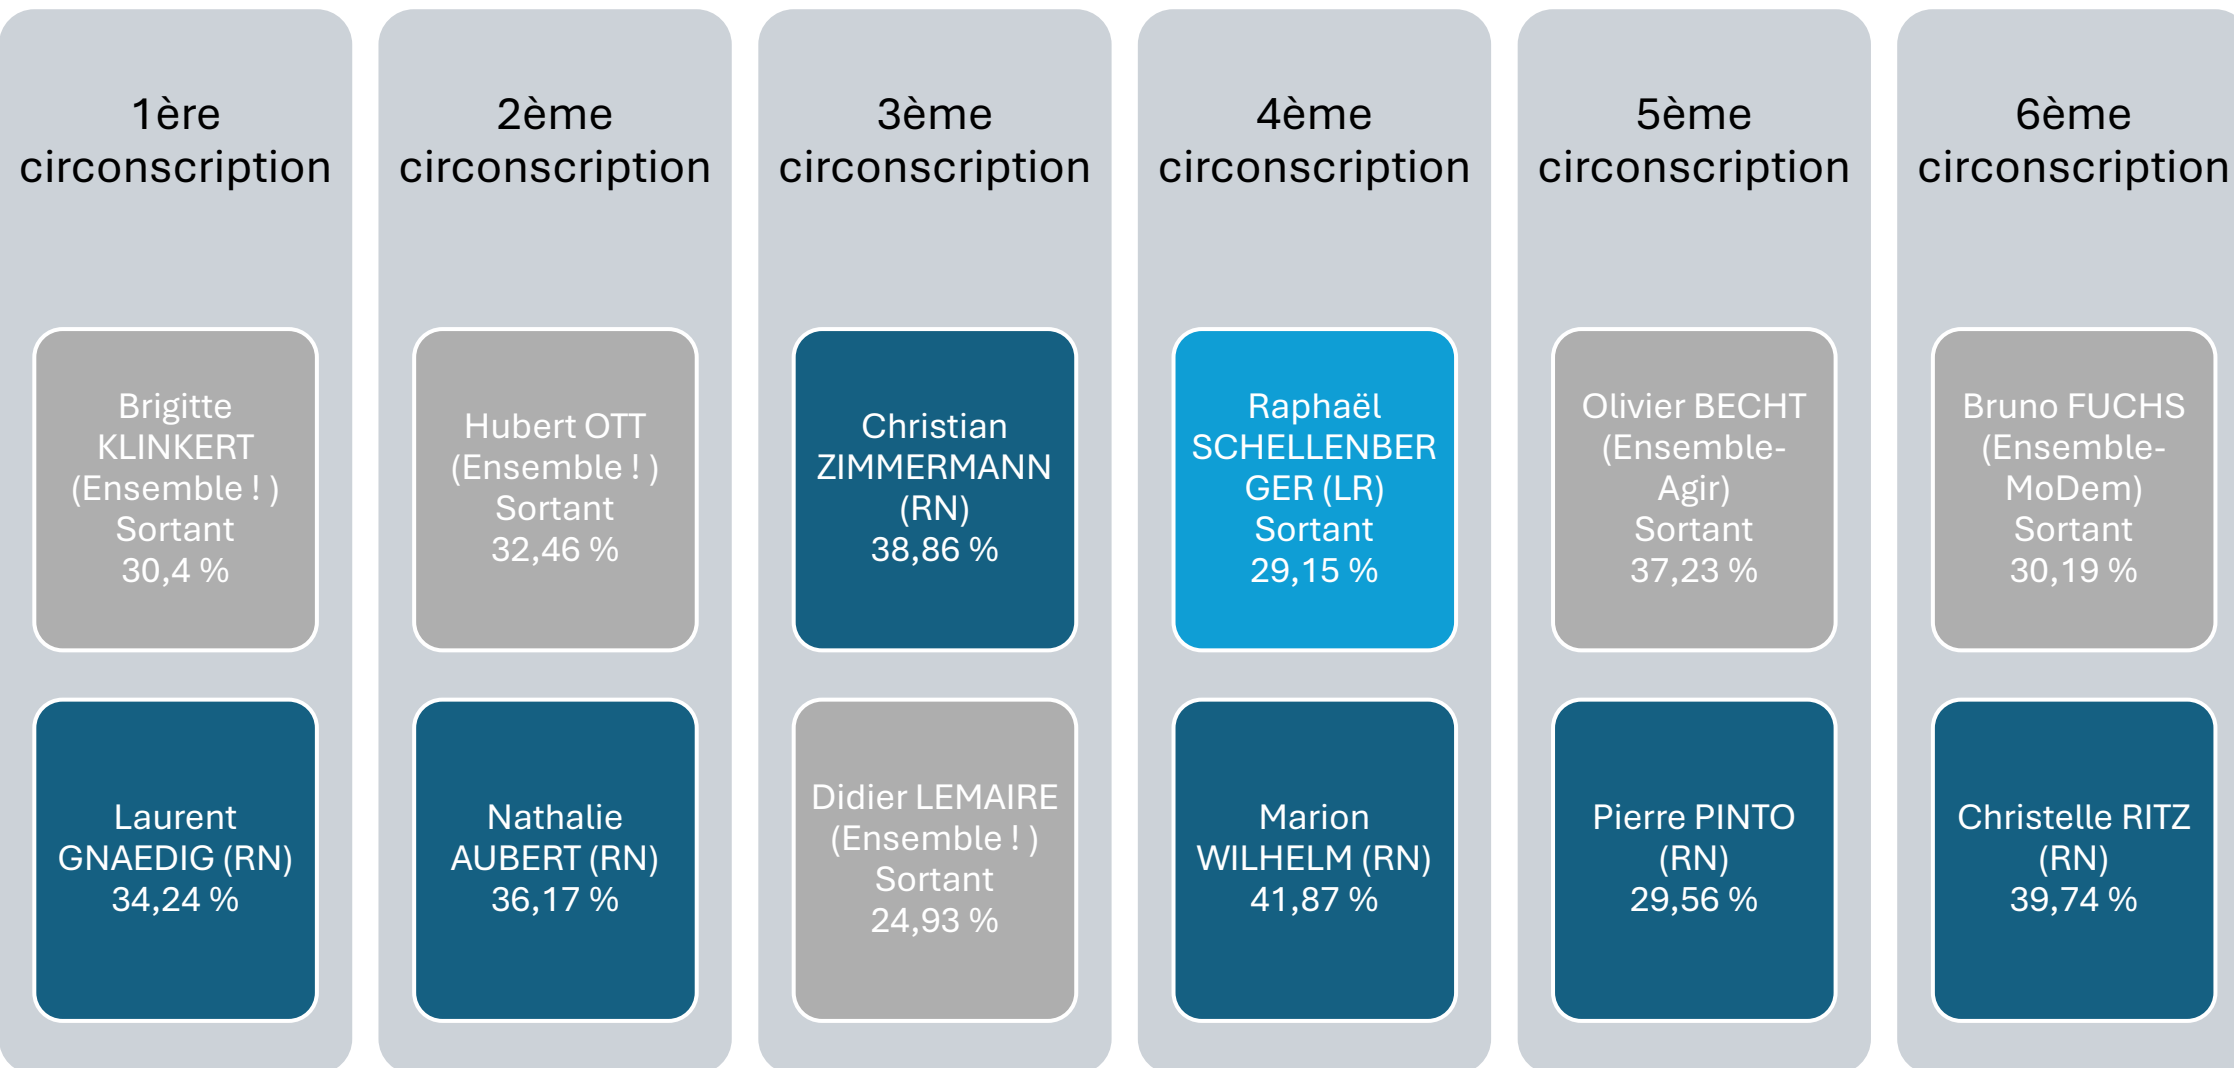 1ère
circonscription
Brigitte
KLINKERT
(Ensemble ! )
Sortant
30,4 %
Laurent
GNAEDIG (RN)
34,24 %
2ème
circonscription
Hubert OTT
(Ensemble ! )
Sortant
32,46 %
Nathalie
AUBERT (RN)
36,17 %
3ème
circonscription
Christian
ZIMMERMANN
(RN)
38,86 %
Didier LEMAIRE
(Ensemble ! )
Sortant
24,93 %
4ème
circonscription
Raphaël
SCHELLENBER
GER (LR)
Sortant
29,15 %
Marion
WILHELM (RN)
41,87 %
5ème
circonscription
Olivier BECHT
(Ensemble-
Agir)
Sortant
37,23 %
Pierre PINTO
(RN)
29,56 %
6ème
circonscription
Bruno FUCHS
(Ensemble-
MoDem)
Sortant
30,19 %
Christelle RITZ
(RN)
39,74 %